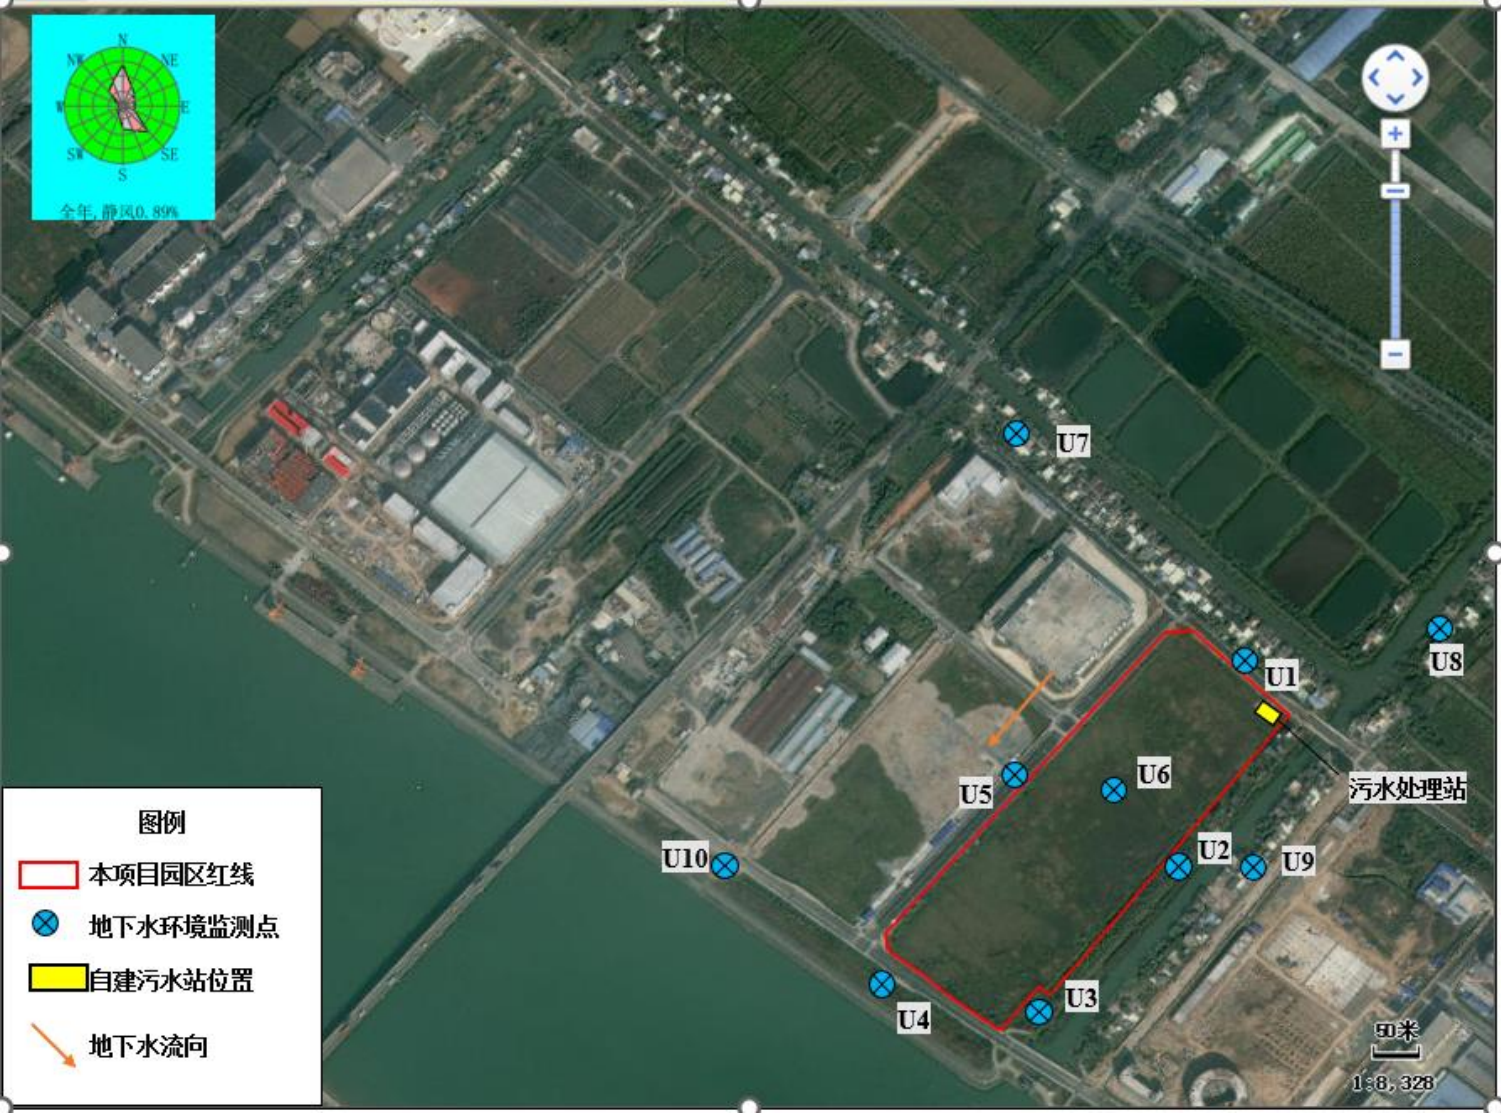 N
NW
NE
W
E
SW
SE
S
全年,静风0.89%
U7
U8
U1
污水处理站
U6
U5
U2
U9
U10
U3
U4
图例
本项目园区红线
地下水环境监测点
自建污水站位置
地下水流向
50米
1:8,328